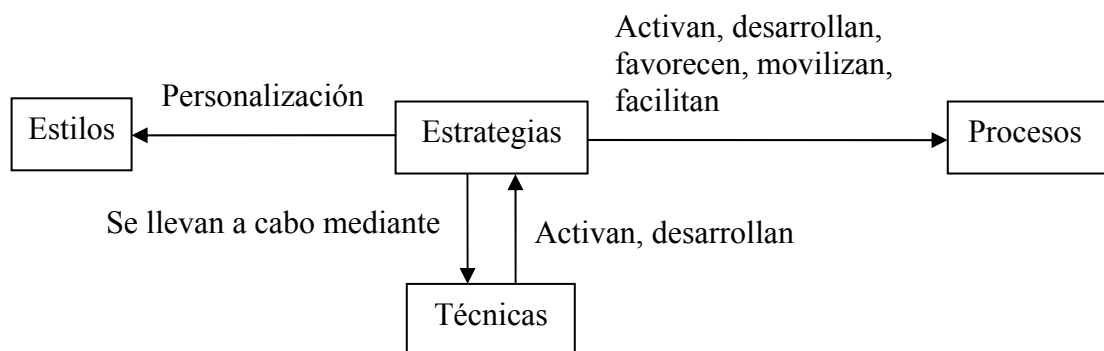 Activan, desarrollan,
favorecen, movilizan,
facilitan
Personalización
Estilos
Estrategias
Procesos
Se llevan a cabo mediante
Activan, desarrollan
Técnicas